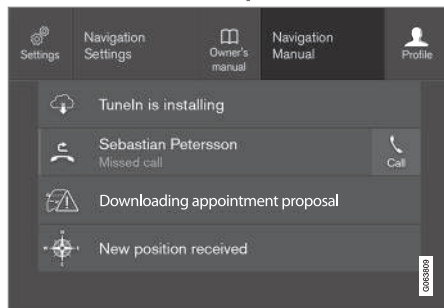 Settings
Navigation
Settings
Owner's
manual
Navigation
Manual
Profile
TuneIn is installing
Sebastian Petersson
Missed call
Call
Downloading appointment proposal
New position received
G063809